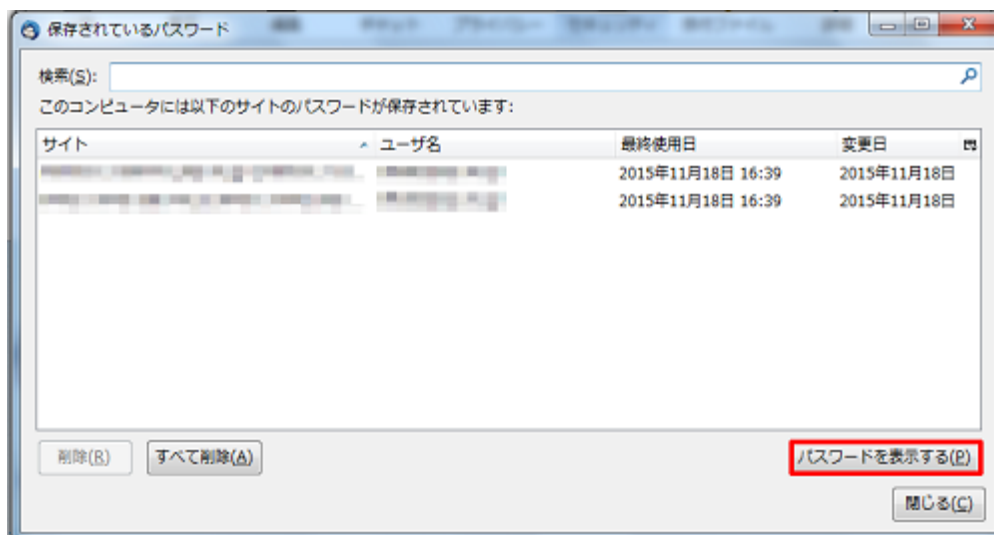 保存されているパスワード
検索(S):
このコンピュータには以下のサイトのパスワードが保存されています:
サイト ユーザ名 最終使用日 変更日
2015年11月18日 16:39 2015年11月18日
2015年11月18日 16:39 2015年11月18日
削除(R) すべて削除(A) パスワードを表示する(P)
閉じる(C)